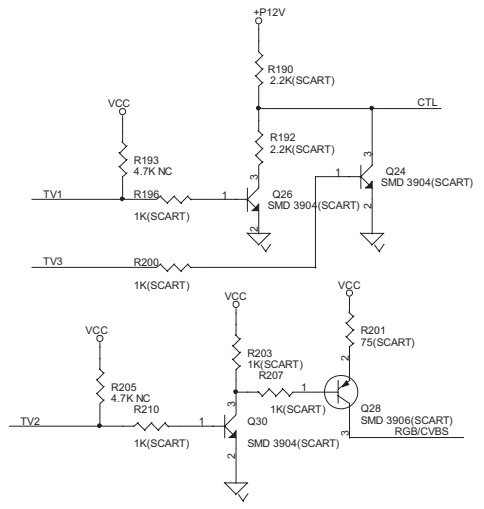 +P12V
R190
2.2K(SCART)
CTL
VCC
R192
2.2K(SCART)
R193
4.7K NC
3
3
Q24
SMD 3904(SCART)
1
TV1
R196
1
Q26
SMD 3904(SCART)
1K(SCART)
2
2
TV3
R200
1K(SCART)
VCC
VCC
VCC
R201
75(SCART)
R203
1K(SCART)
2
R207
R205
4.7K NC
1
1K(SCART)
Q28
SMD 3906(SCART)
R210
3
TV2
1
Q30
3
RGB/CVBS
1K(SCART)
SMD 3904(SCART)
2